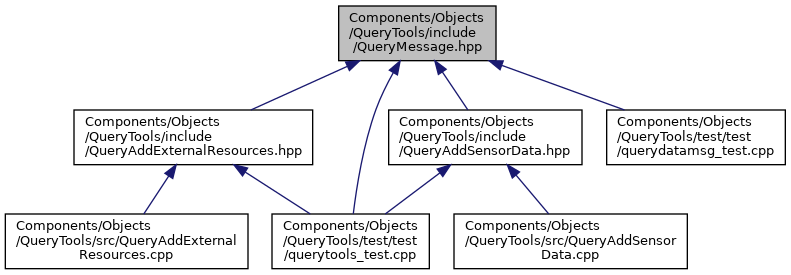 Components/Objects
/QueryTools/include
/QueryMessage.hpp
Components/Objects
/QueryTools/include
/QueryAddExternalResources.hpp
Components/Objects
/QueryTools/include
/QueryAddSensorData.hpp
Components/Objects
/QueryTools/test/test
/querydatamsg_test.cpp
Components/Objects
/QueryTools/src/QueryAddExternal
Resources.cpp
Components/Objects
/QueryTools/test/test
/querytools_test.cpp
Components/Objects
/QueryTools/src/QueryAddSensor
Data.cpp